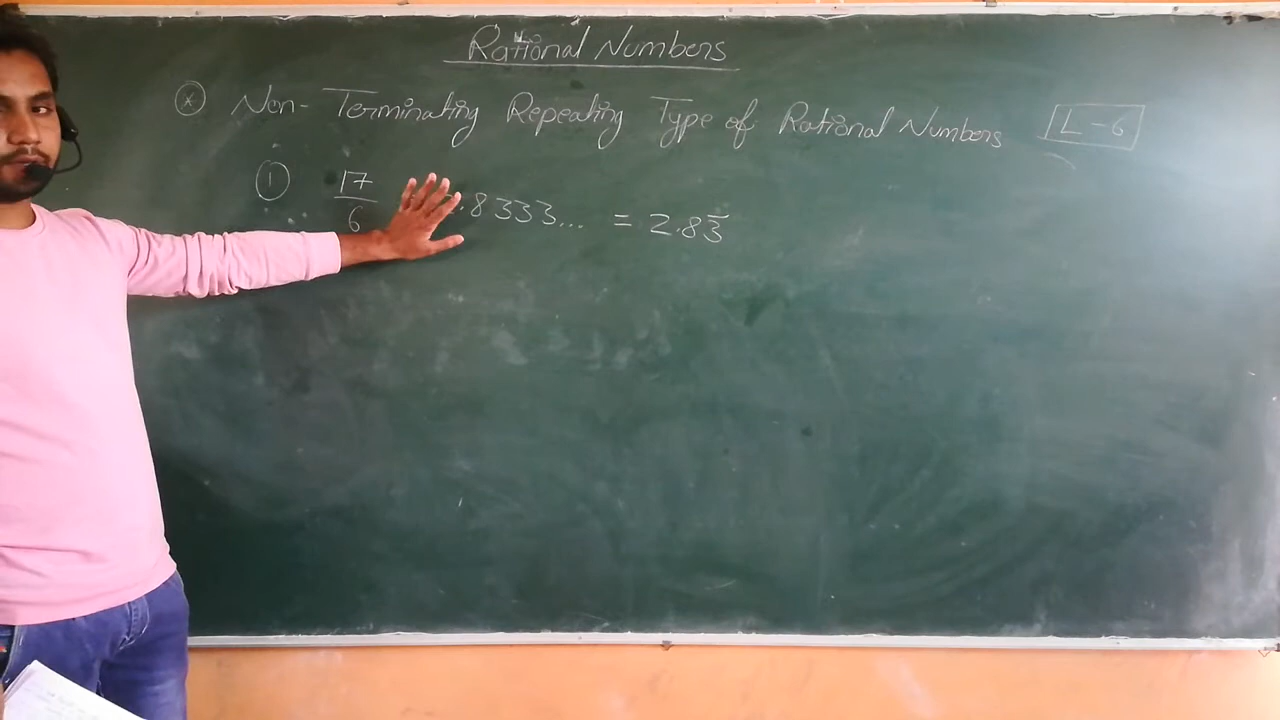 Rational Numbers
* Non-Terminating Repeating Type of Rational Numbers L-6
① 17/6 .8333... = 2.83̅